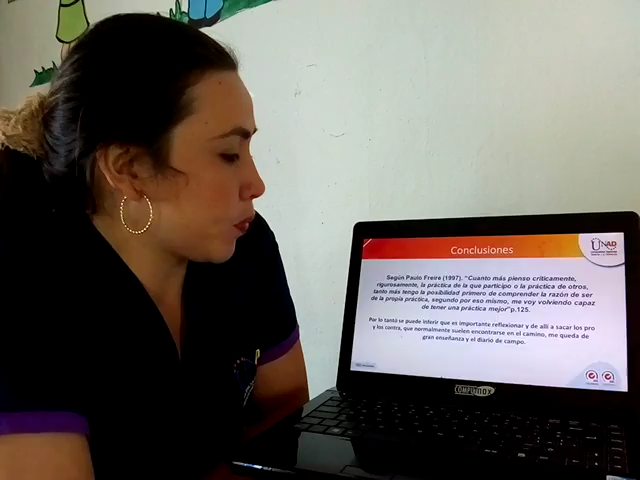 Conclusiones
UNAD
Según Paulo Freire (1997). "Cuanto más pienso críticamente,
rigurosamente, la práctica de la que participo o la práctica de otros,
tanto más tengo la posibilidad primero de comprender la razón de ser
de la propia práctica, segundo por eso mismo, me voy volviendo capaz
de tener una práctica mejor"p.125.
Por lo tanto se puede inferir que es importante reflexionar y de allí a sacar los pro
y los contra, que normalmente suelen encontrarse en el camino, me queda de
gran enseñanza y el diario de campo.
COMPUMAX